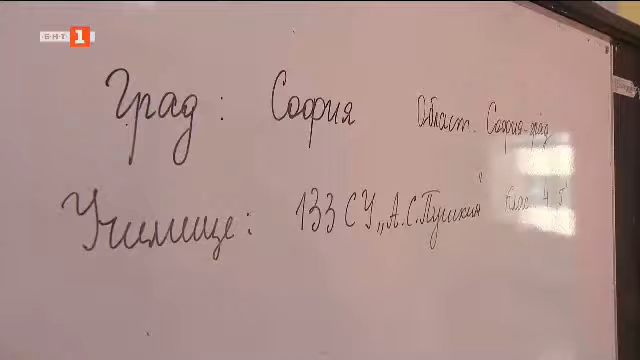 БНТ 1
Град: София Област. София-град
Училище: 133 СУ „А.С.Пушкин" Клас 4